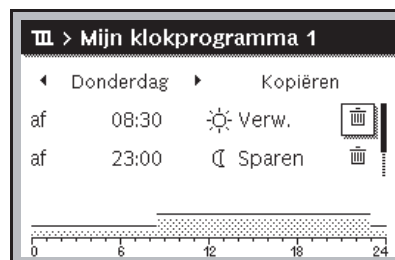 > Mijn klokprogramma 1
Donderdag Kopiëren
af 08:30 Verw.
af 23:00 Sparen
0 6 12 18 24